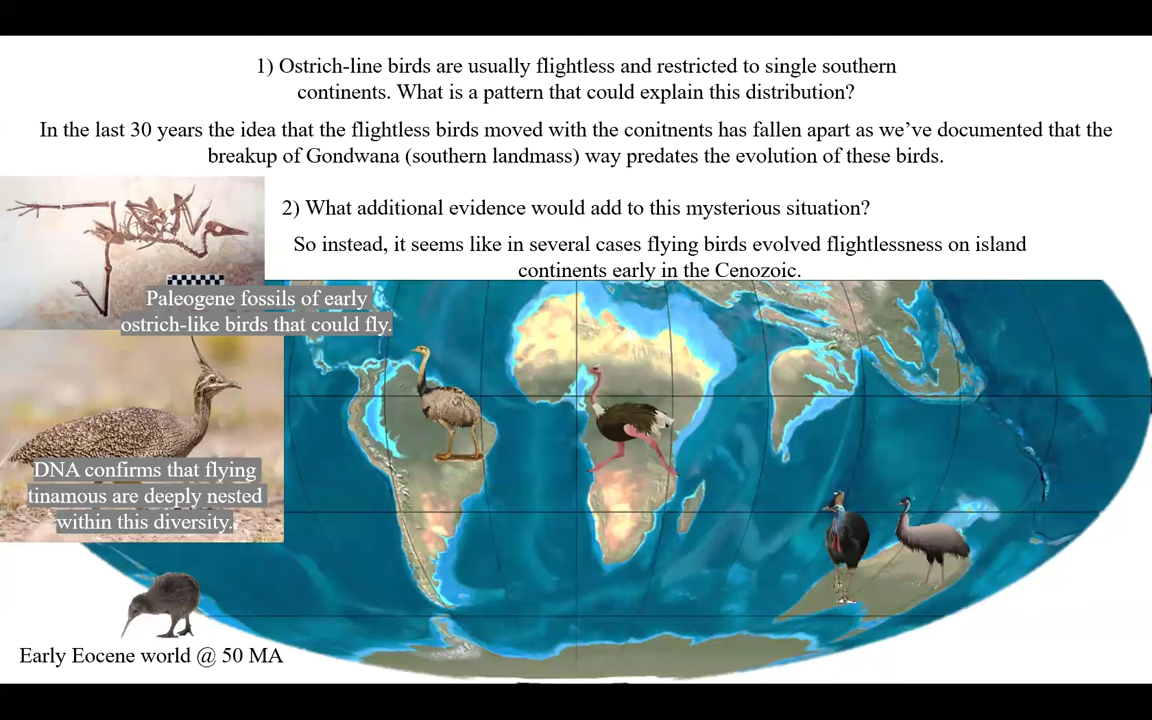 1) Ostrich-line birds are usually flightless and restricted to single southern
continents. What is a pattern that could explain this distribution?
In the last 30 years the idea that the flightless birds moved with the conitnents has fallen apart as we've documented that the
breakup of Gondwana (southern landmass) way predates the evolution of these birds.
2) What additional evidence would add to this mysterious situation?
So instead, it seems like in several cases flying birds evolved flightlessness on island
continents early in the Cenozoic.
Paleogene fossils of early
ostrich-like birds that could fly.
DNA confirms that flying
tinamous are deeply nested
within this diversity.
Early Eocene world @ 50 MA